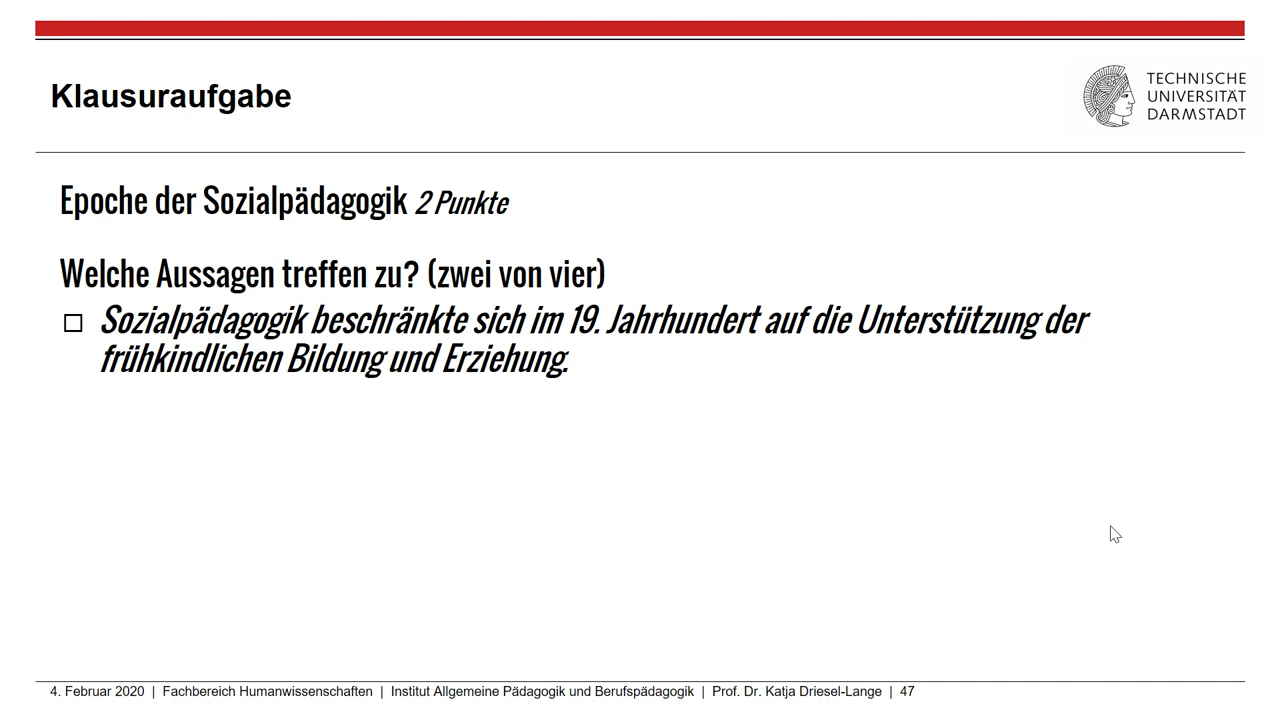 Klausuraufgabe
TECHNISCHE
UNIVERSITÄT
DARMSTADT
Epoche der Sozialpädagogik 2 Punkte
Welche Aussagen treffen zu? (zwei von vier)
Sozialpädagogik beschränkte sich im 19. Jahrhundert auf die Unterstützung der
frühkindlichen Bildung und Erziehung.
4. Februar 2020 | Fachbereich Humanwissenschaften | Institut Allgemeine Pädagogik und Berufspädagogik | Prof. Dr. Katja Driesel-Lange | 47